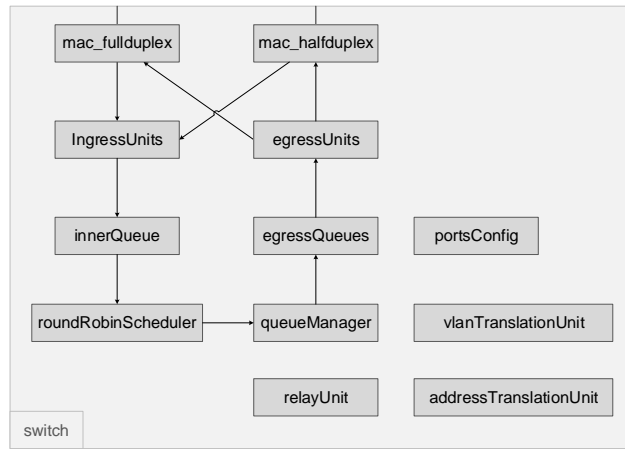 mac_fullduplex
mac_halfduplex
IngressUnits
egressUnits
innerQueue
egressQueues
portsConfig
roundRobinScheduler
queueManager
vlanTranslationUnit
relayUnit
addressTranslationUnit
switch